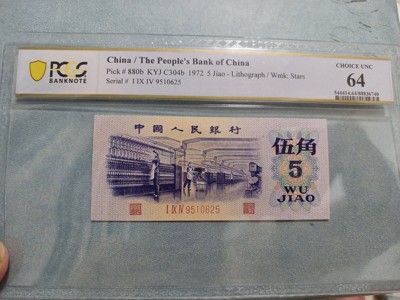 PCGS
BANKNOTE
China / The People's Bank of China
Pick # 880b KYJ C304b 1972 5 Jiao - Lithograph / Wmk: Stars
Serial # I IX IV 9510625
CHOICE UNC
64
中国人民银行
伍角
5
WU
JIAO
I IX IV 9510625